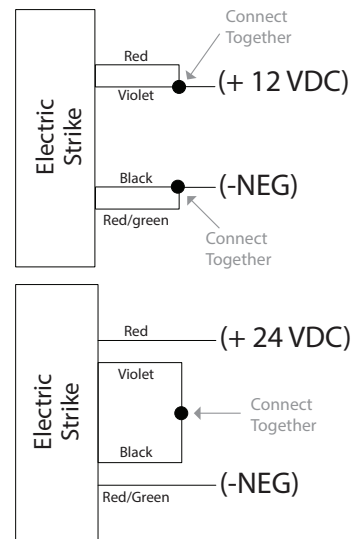 Connect
Together
Red
(+ 12 VDC)
Violet
Electric
Strike
Black
(-NEG)
Red/green
Connect
Together
Red
(+ 24 VDC)
Violet
Electric
Strike
Connect
Together
Black
(-NEG)
Red/Green